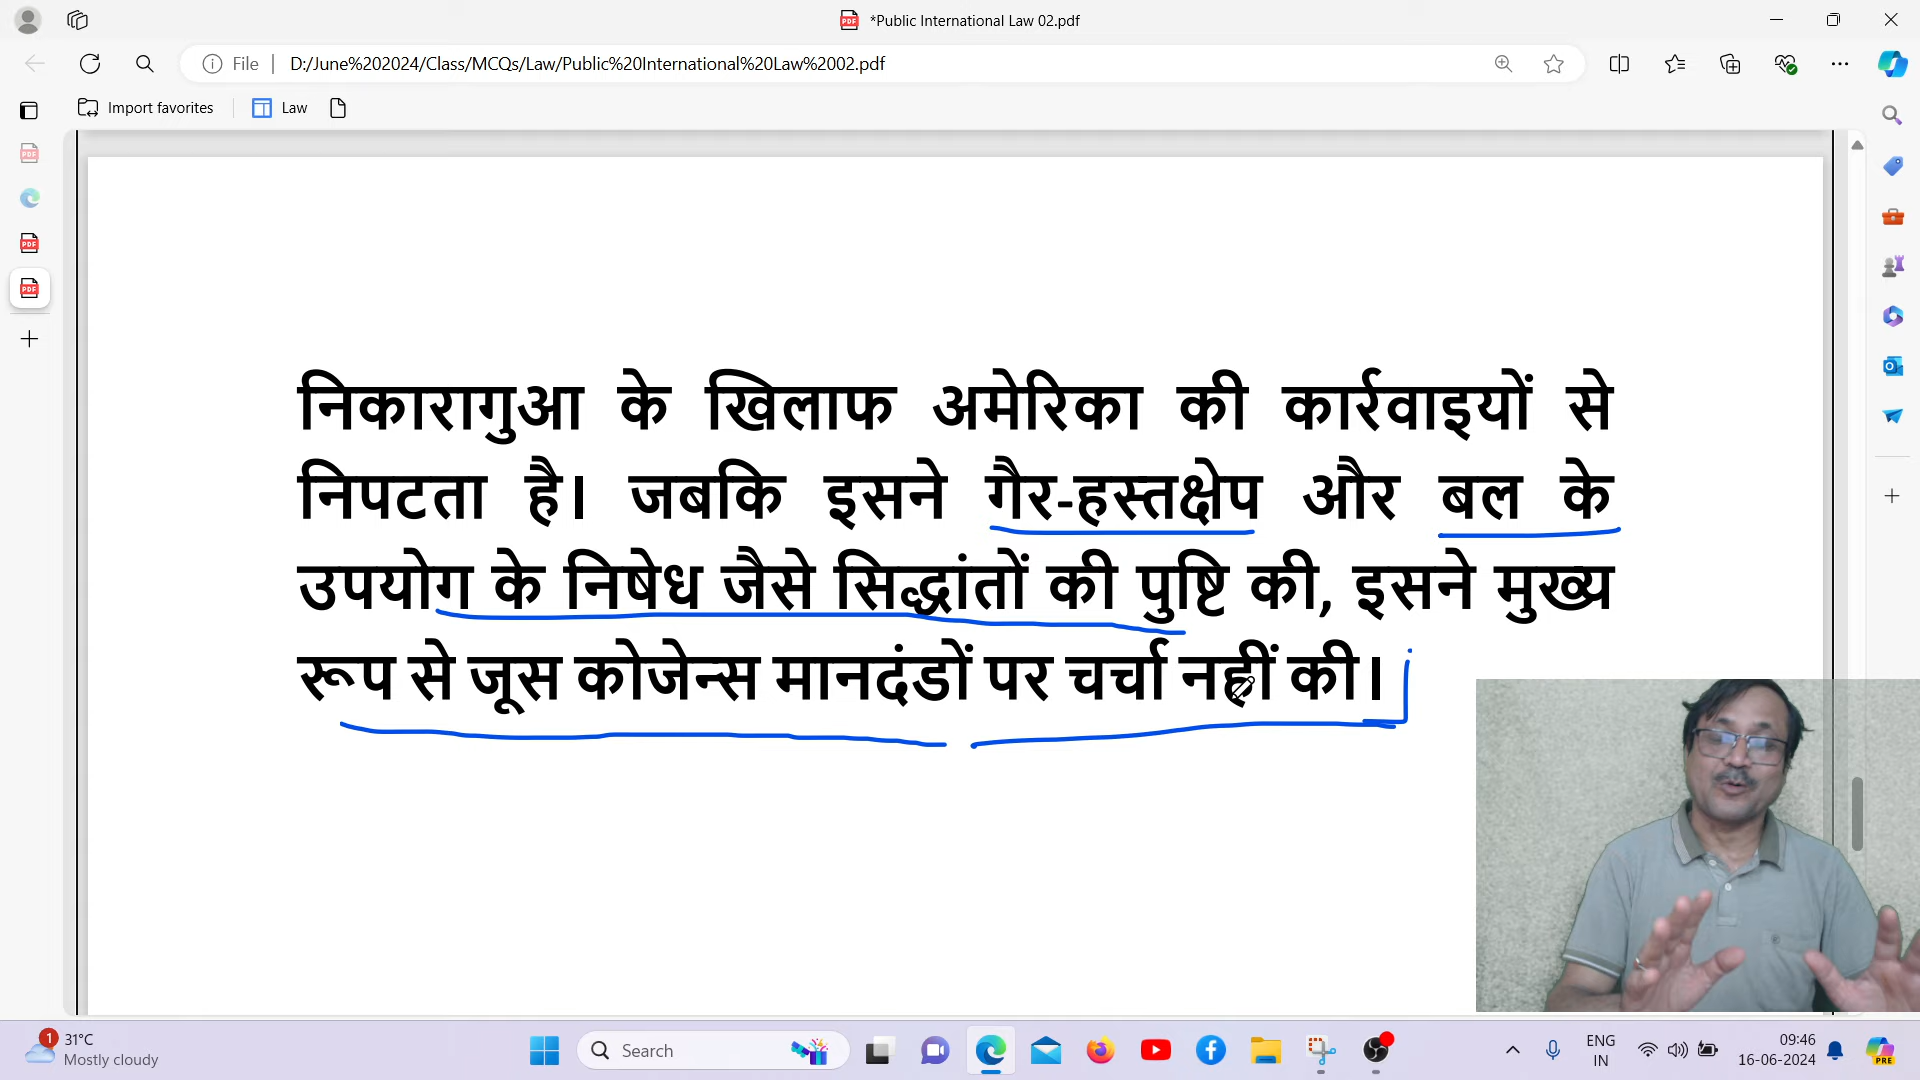 *Public International Law 02.pdf
File
D:/June%202024/Class/MCQs/Law/Public%20International%20Law%2002.pdf
Import favorites
Law
निकारागुआ के खिलाफ अमेरिका की कार्रवाइयों से
निपटता है। जबकि इसने गैर-हस्तक्षेप और बल के
उपयोग के निषेध जैसे सिद्धांतों की पुष्टि की, इसने मुख्य
रूप से जूस कोजेन्स मानदंडों पर चर्चा नहीं की।
1
31°C
Mostly cloudy
Search
ENG
IN
09:46
16-06-2024
PRE